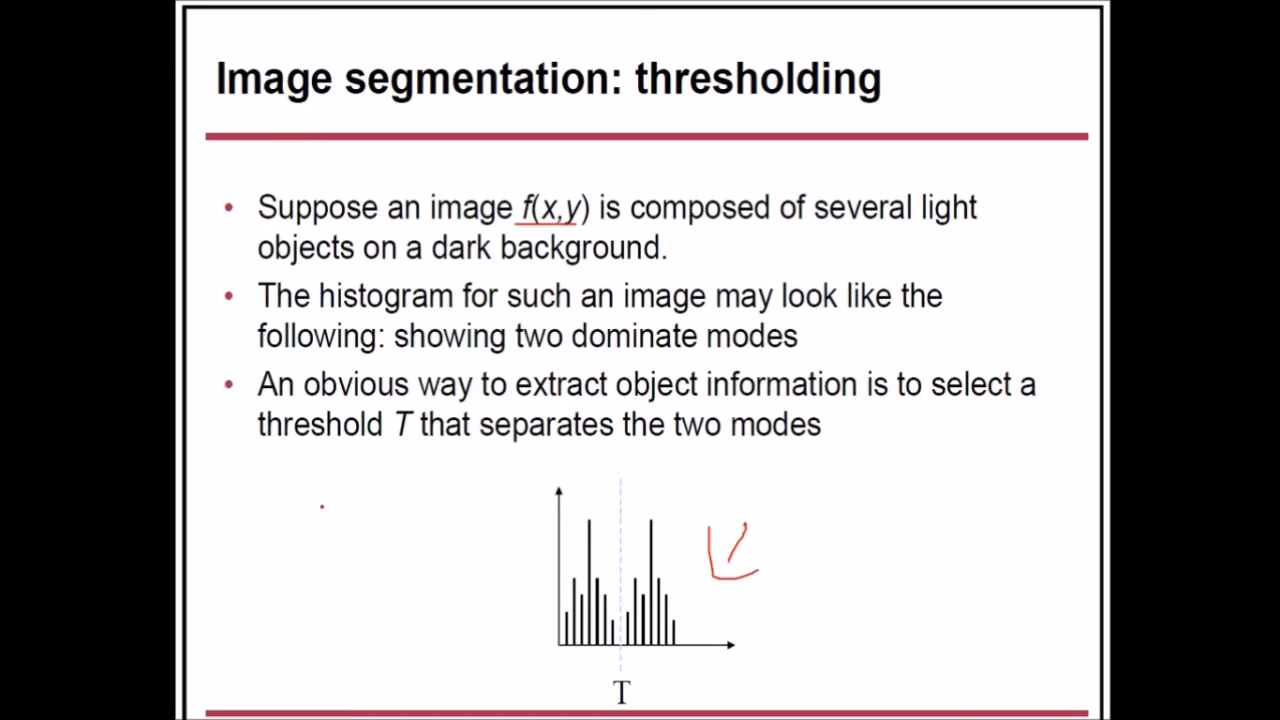 Image segmentation: thresholding
• Suppose an image f(x,y) is composed of several light
objects on a dark background.
• The histogram for such an image may look like the
following: showing two dominate modes
• An obvious way to extract object information is to select a
threshold T that separates the two modes
T